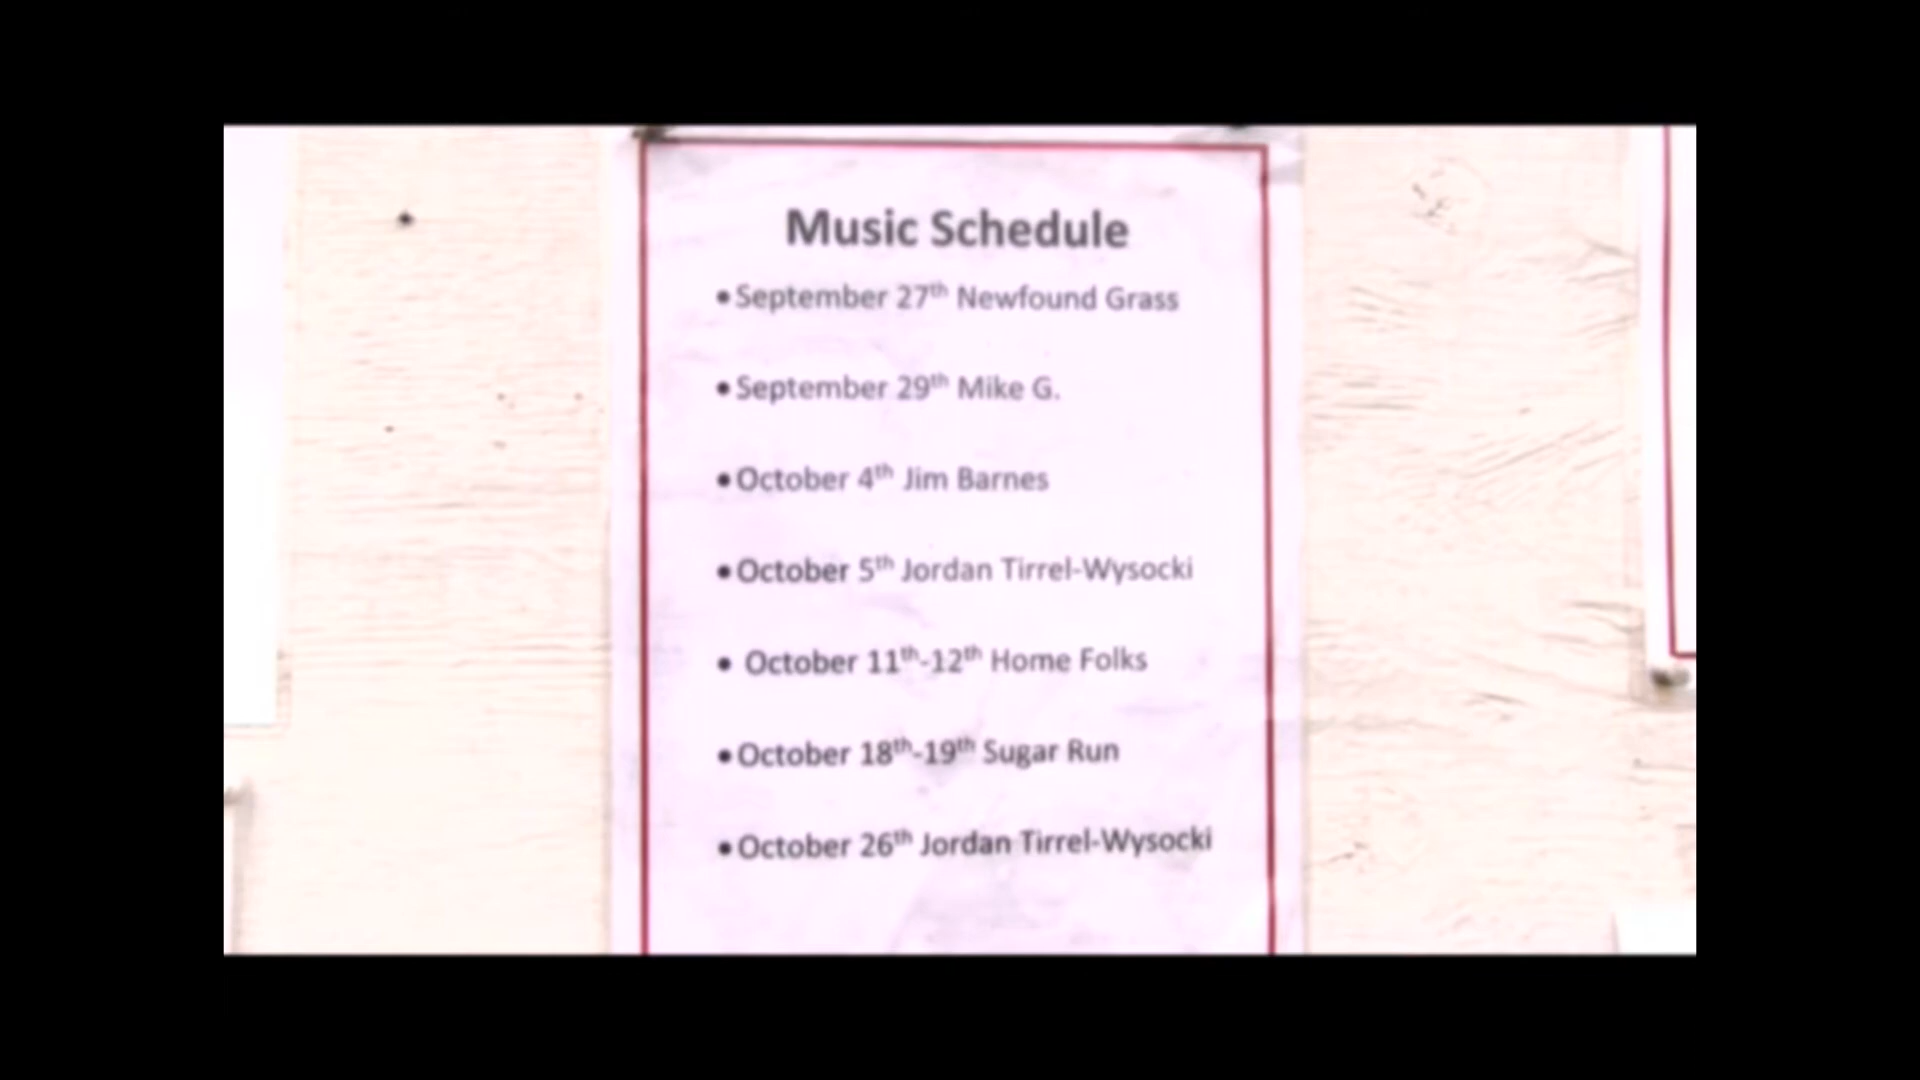 Music Schedule
• September 27th Newfound Grass
• September 29th Mike G.
• October 4th Jim Barnes
• October 5th Jordan Tirrel-Wysocki
• October 11th-12th Home Folks
• October 18th-19th Sugar Run
• October 26th Jordan Tirrel-Wysocki